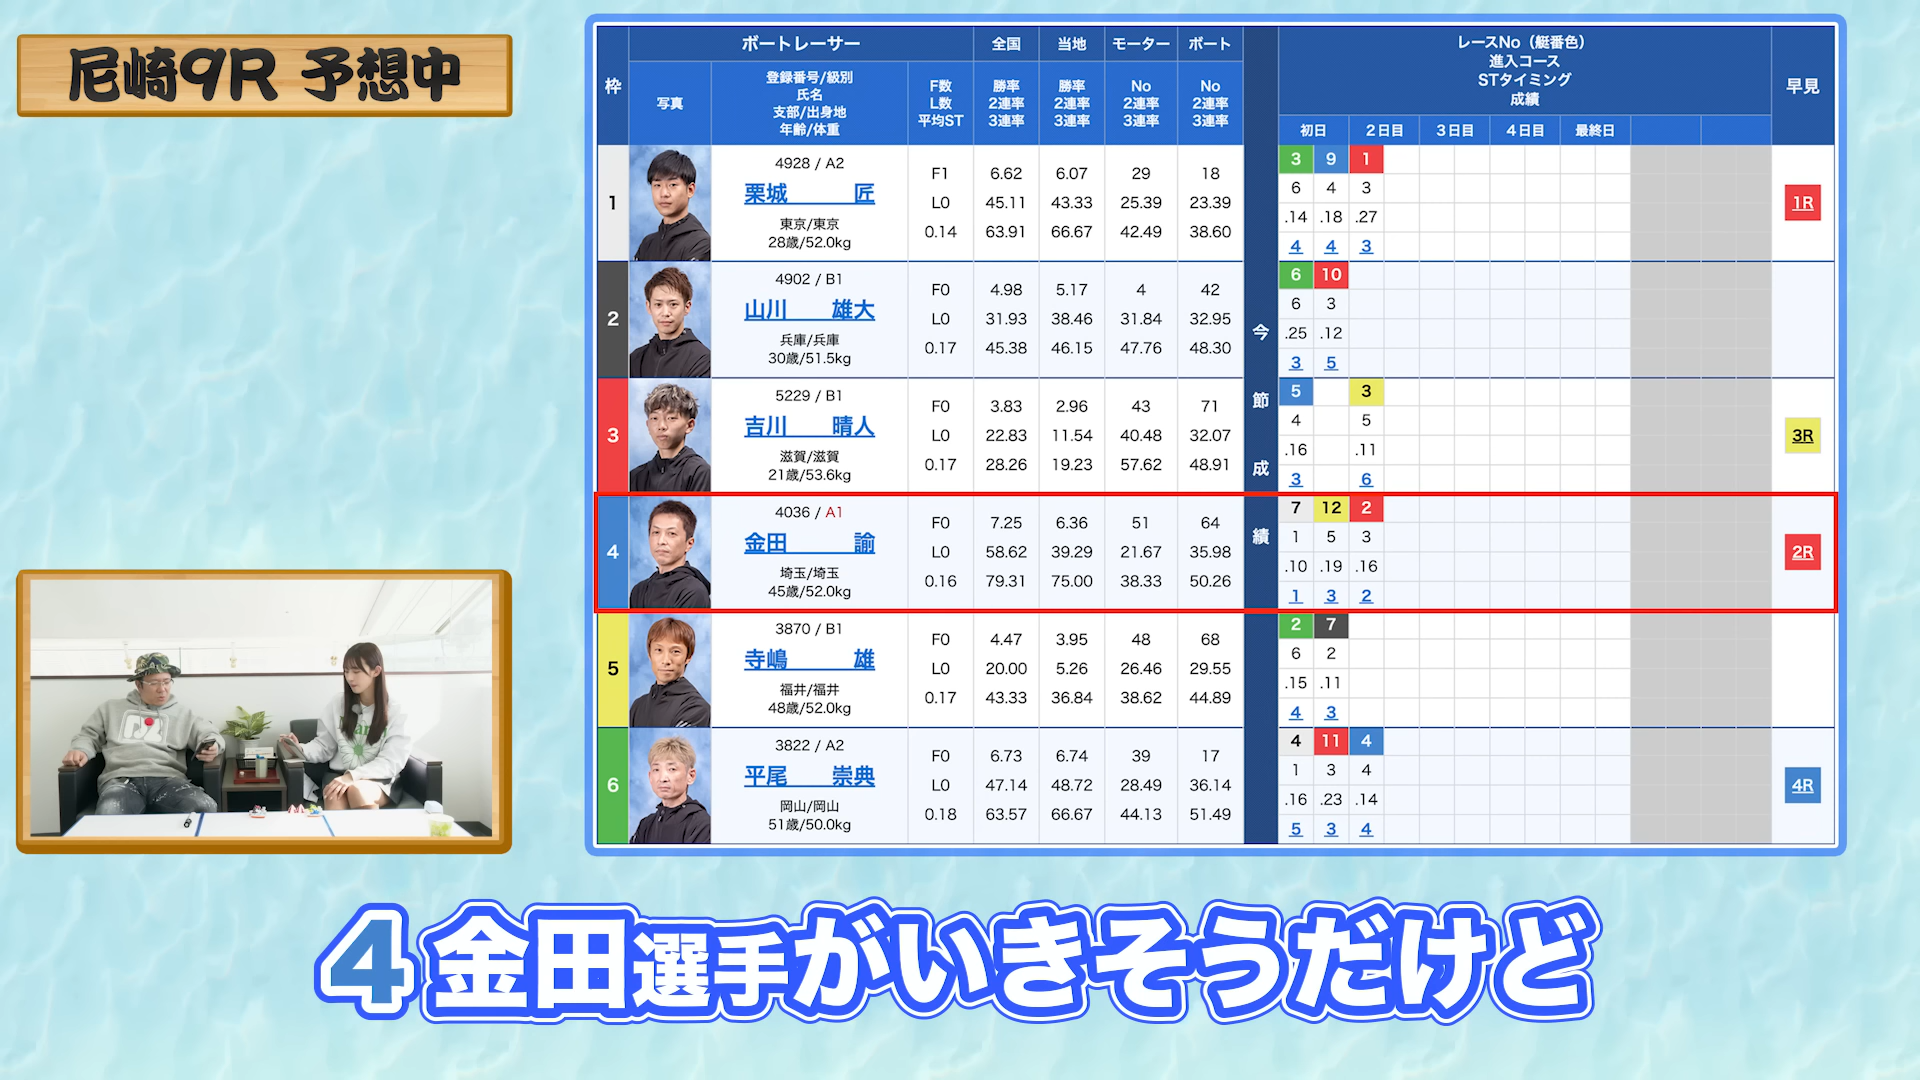 尼崎9R 予想中
枠 ボートレーサー 全国 当地 モーター ボート レースNo（艇番色） 早見
進入コース
STタイミング
成績
写真 登録番号/級別 F数 勝率 勝率 No No
氏名 L数 2連率 2連率 2連率 2連率
支部/出身地 平均ST 3連率 3連率 3連率 3連率
年齢/体重
初日 2日目 3日目 4日目 最終日
今節成績
1 4928 / A2 F1 6.62 6.07 29 18 3 9 1 1R
栗城 匠 L0 45.11 43.33 25.39 23.39 6 4 3
東京/東京 0.14 63.91 66.67 42.49 38.60 .14 .18 .27
28歳/52.0kg 4 4 3
2 4902 / B1 F0 4.98 5.17 4 42 6 10
山川 雄大 L0 31.93 38.46 31.84 32.95 6 3
兵庫/兵庫 0.17 45.38 46.15 47.76 48.30 .25 .12
30歳/51.5kg 3 5
3 5229 / B1 F0 3.83 2.96 43 71 5 3 3R
吉川 晴人 L0 22.83 11.54 40.48 32.07 4 5
滋賀/滋賀 0.17 28.26 19.23 57.62 48.91 .16 .11
21歳/53.6kg 3 6
4 4036 / A1 F0 7.25 6.36 51 64 7 12 2 2R
金田 諭 L0 58.62 39.29 21.67 35.98 1 5 3
埼玉/埼玉 0.16 79.31 75.00 38.33 50.26 .10 .19 .16
45歳/52.0kg 1 3 2
5 3870 / B1 F0 4.47 3.95 48 68 2 7
寺嶋 雄 L0 20.00 5.26 26.46 29.55 6 2
福井/福井 0.17 43.33 36.84 38.62 44.89 .15 .11
48歳/52.0kg 4 3
6 3822 / A2 F0 6.73 6.74 39 17 4 11 4 4R
平尾 崇典 L0 47.14 48.72 28.49 36.14 1 3 4
岡山/岡山 0.18 63.57 66.67 44.13 51.49 .16 .23 .14
51歳/50.0kg 5 3 4
4金田選手がいきそうだけど